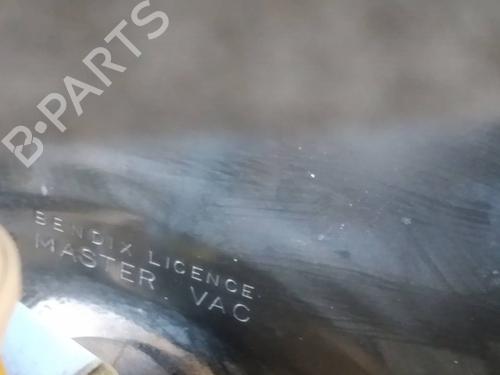 B-PARTS
BENDIX LICENCE
MASTER VAC